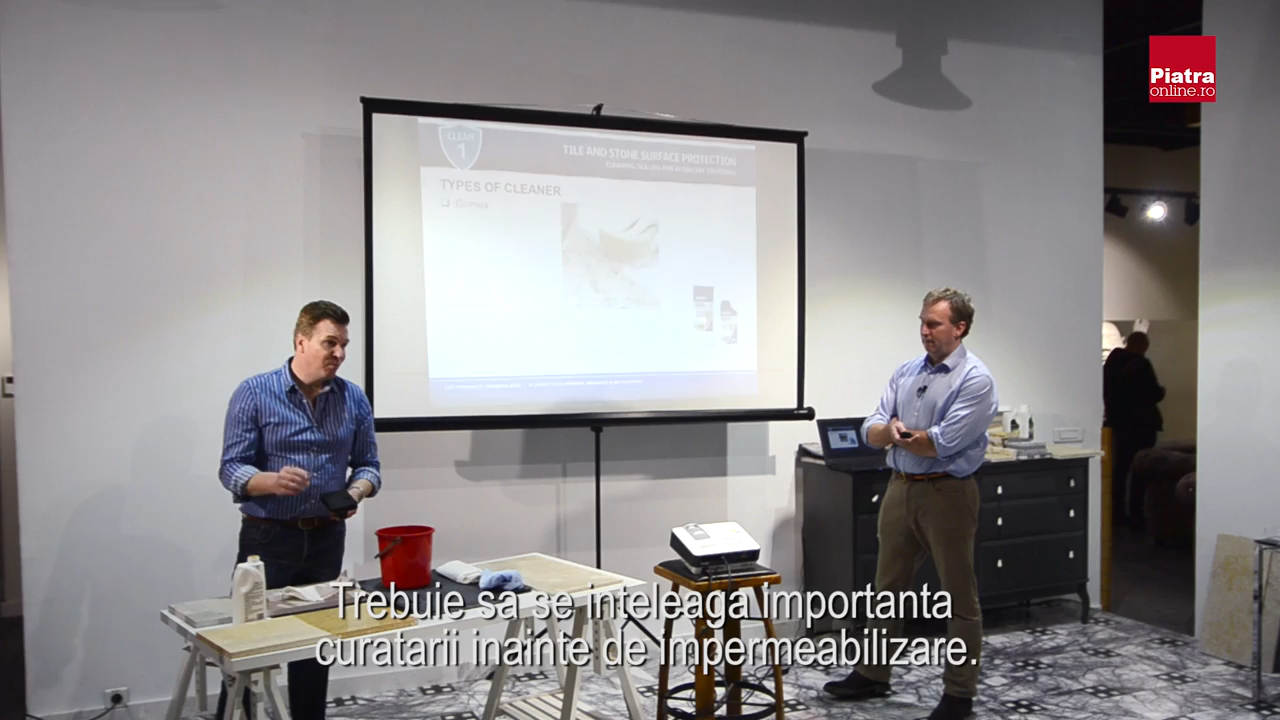 Piatra
online.ro
CLEAN
1
TILE AND STONE SURFACE PROTECTION
TYPES OF CLEANER
Trebuie sa se inteleaga importanta
curatarii inainte de impermeabilizare.